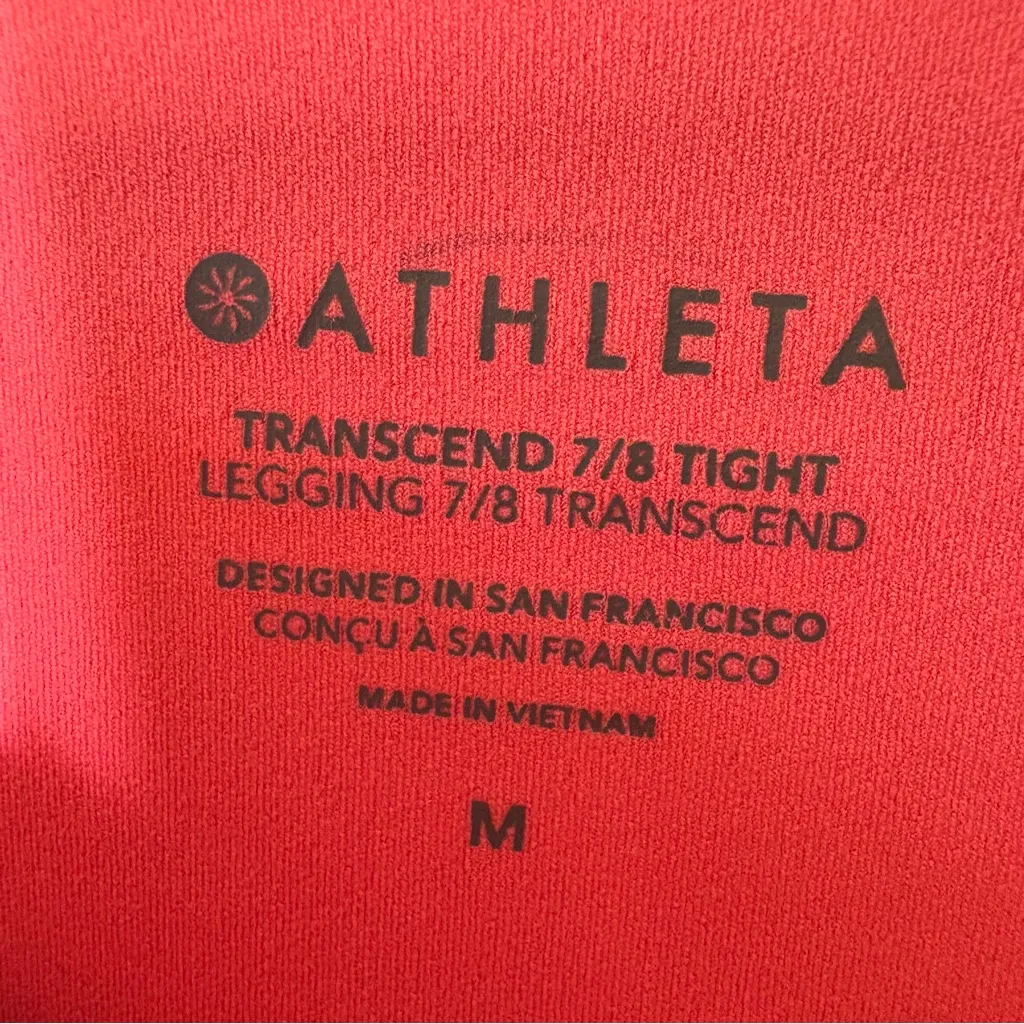 ATHLETA
TRANSCEND 7/8 TIGHT
LEGGING 7/8 TRANSCEND
DESIGNED IN SAN FRANCISCO
CONÇU À SAN FRANCISCO
MADE IN VIETNAM
M